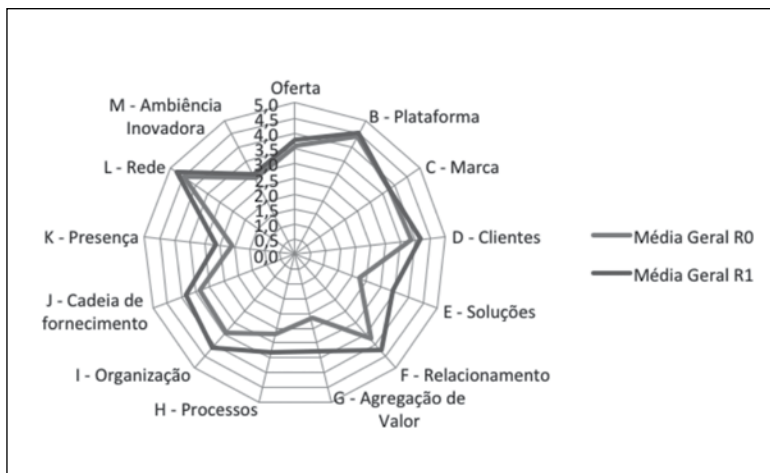 Oferta
B - Plataforma
C - Marca
D - Clientes
E - Soluções
F - Relacionamento
G - Agregação de
Valor
H - Processos
I - Organização
J - Cadeia de
fornecimento
K - Presença
L - Rede
M - Ambiência
Inovadora
5,0
4,5
4,0
3,5
3,0
2,5
2,0
1,5
1,0
0,5
0,0
Média Geral R0
Média Geral R1